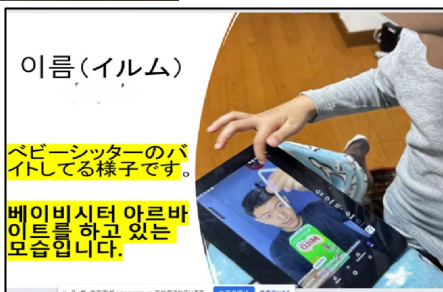 이름(イルム)
ベビーシッターのバ
イトしてる様子です。
베이비시터 아르바
이트를 하고 있는
모습입니다.